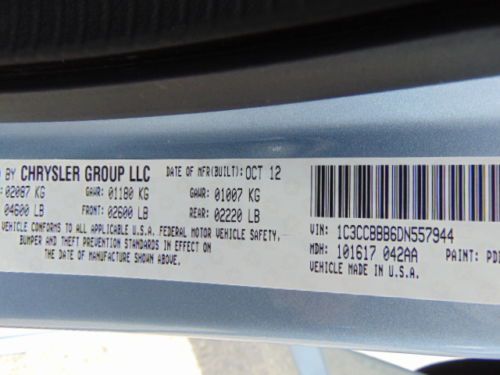 D BY CHRYSLER GROUP LLC DATE OF MFR(BUILT): OCT 12
: 02087 KG GAWR: 01180 KG GAWR: 01007 KG
04600 LB FRONT: 02600 LB REAR: 02220 LB
VEHICLE CONFORMS TO ALL APPLICABLE U.S.A. FEDERAL MOTOR VEHICLE SAFETY,
BUMPER AND THEFT PREVENTION STANDARDS IN EFFECT ON
THE DATE OF MANUFACTURE SHOWN ABOVE.
VIN: 1C3CCBBB6DN557944
MDH: 101617 042AA PAINT: PD
VEHICLE MADE IN U.S.A.